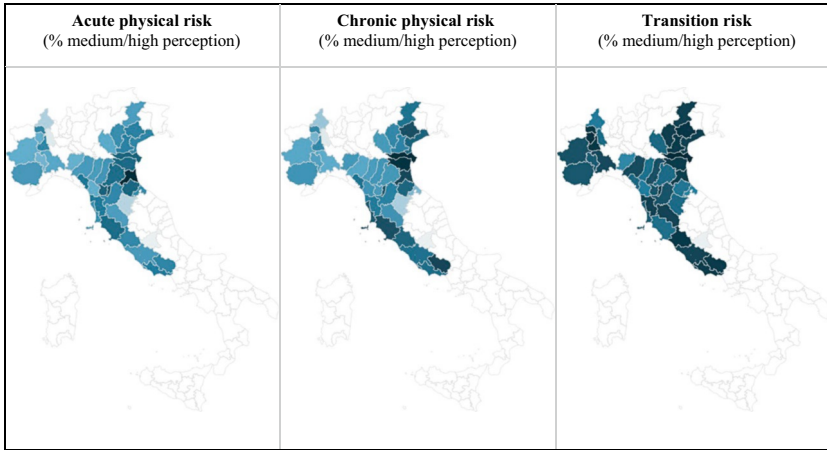 Acute physical risk
(% medium/high perception)
Chronic physical risk
(% medium/high perception)
Transition risk
(% medium/high perception)